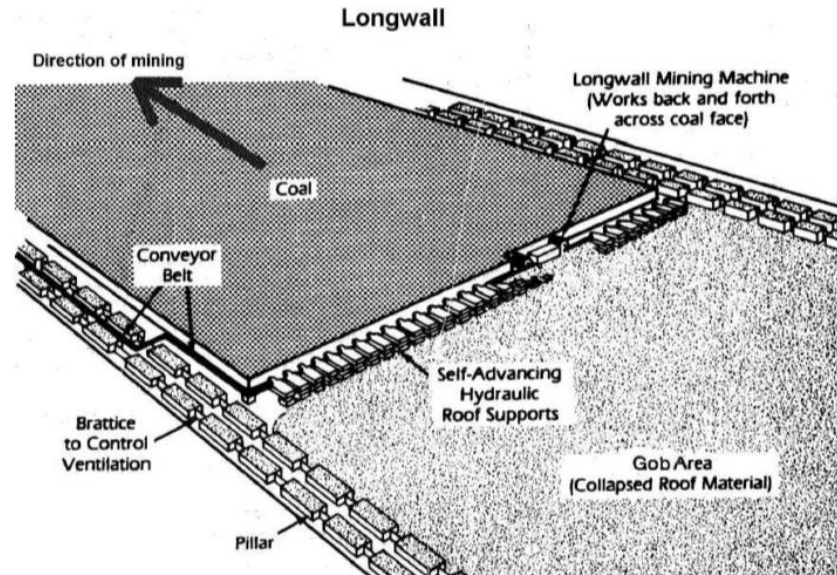 Longwall
Direction of mining
Longwall Mining Machine
(Works back and forth
across coal face)
Coal
Conveyor
Belt
Self-Advancing
Hydraulic
Roof Supports
Brattice
to Control
Ventilation
Gob Area
(Collapsed Roof Material)
Pillar